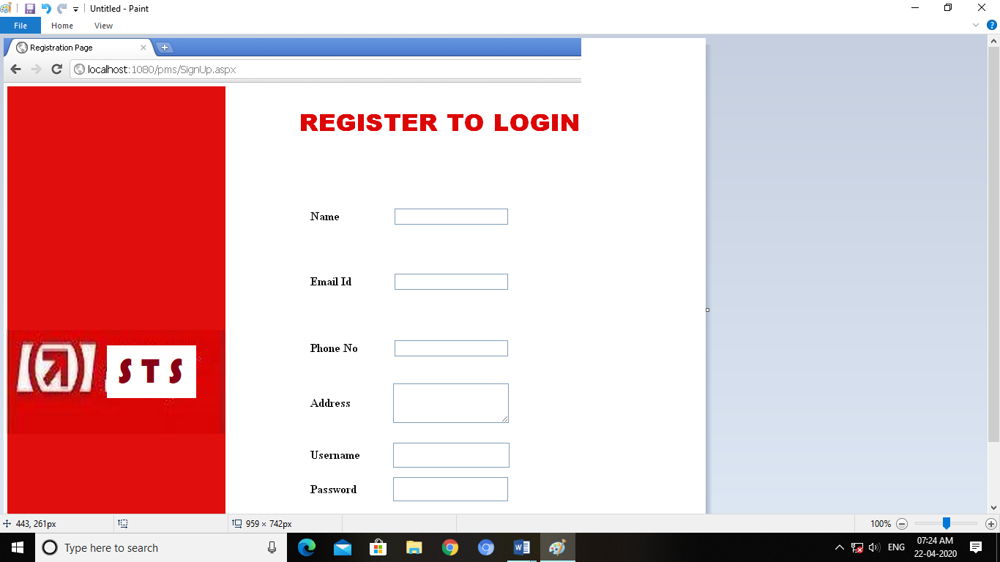 Untitled - Paint
File Home View
Registration Page
localhost:1080/pms/SignUp.aspx
REGISTER TO LOGIN
Name
Email Id
Phone No
STS
Address
Username
Password
443, 261px
959 × 742px
100%
Type here to search
ENG
07:24 AM
22-04-2020